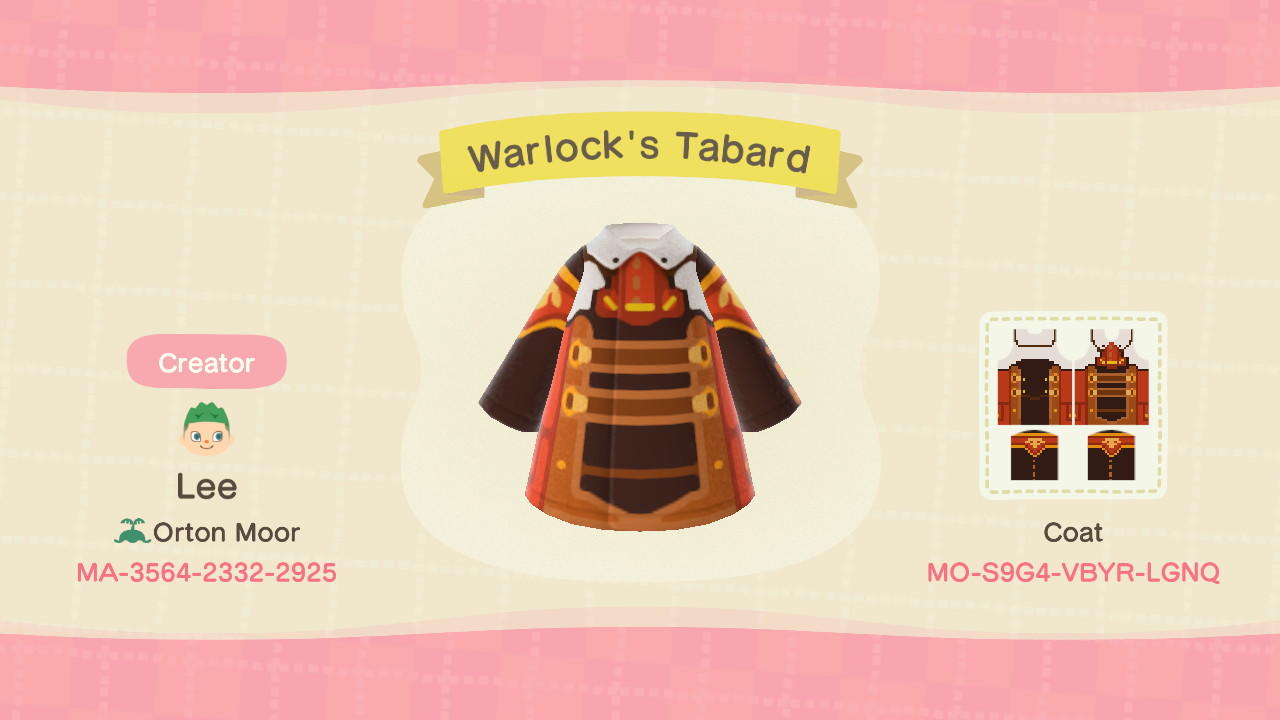 Warlock's Tabard
Creator
Lee
Orton Moor
MA-3564-2332-2925
Coat
MO-S9G4-VBYR-LGNQ